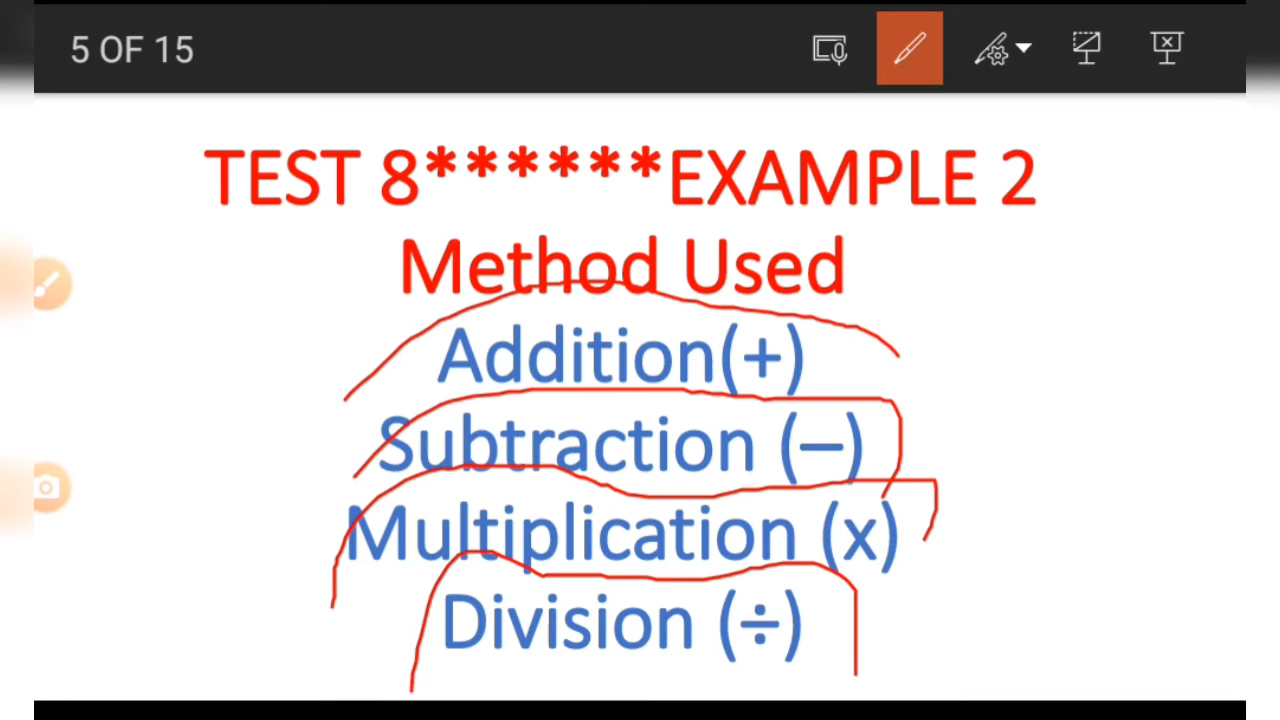 5 OF 15
TEST 8******EXAMPLE 2
Method Used
Addition(+)
Subtraction (–)
Multiplication (x)
Division (÷)